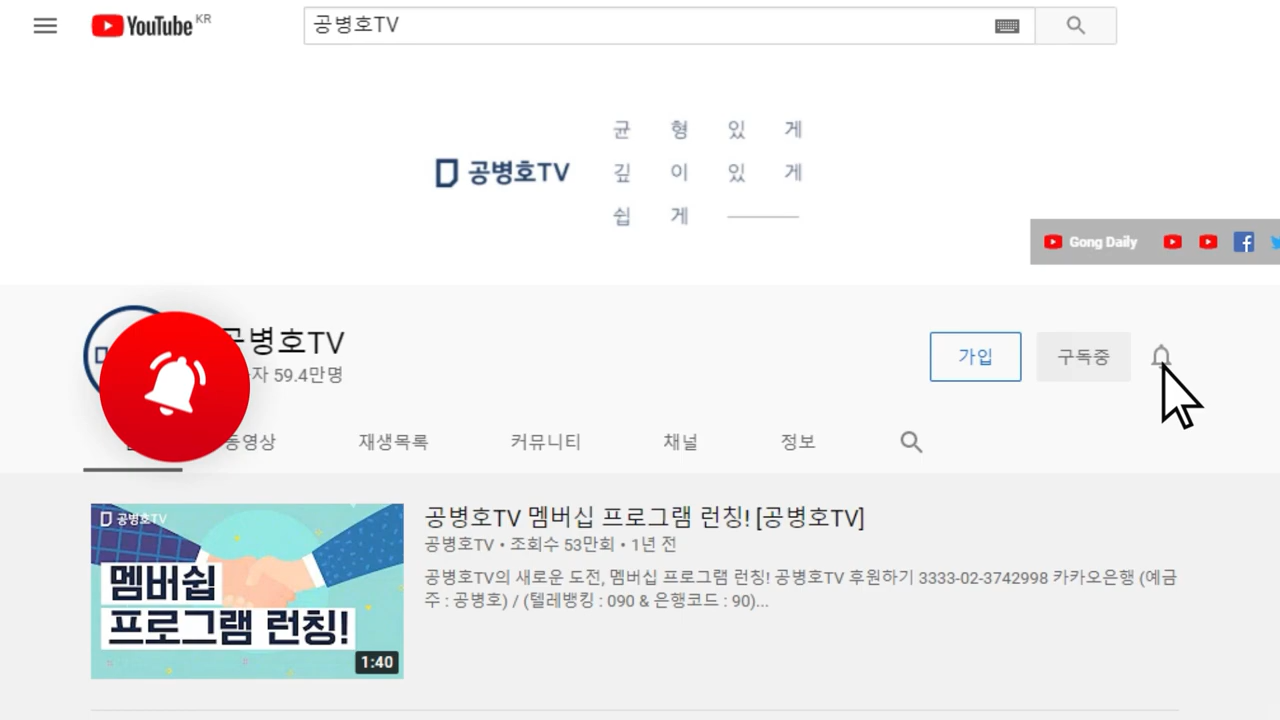 YouTube KR
공병호TV
균 형 있 게
공병호TV 깊 이 있 게
쉽 게
Gong Daily
공병호TV
자 59.4만명
가입
구독중
동영상 재생목록 커뮤니티 채널 정보
공병호TV
멤버쉽
프로그램 런칭!
1:40
공병호TV 멤버십 프로그램 런칭! [공병호TV]
공병호TV • 조회수 53만회 • 1년 전
공병호TV의 새로운 도전, 멤버십 프로그램 런칭! 공병호TV 후원하기 3333-02-3742998 카카오은행 (예금
주 : 공병호) / (텔레뱅킹 : 090 & 은행코드 : 90)...